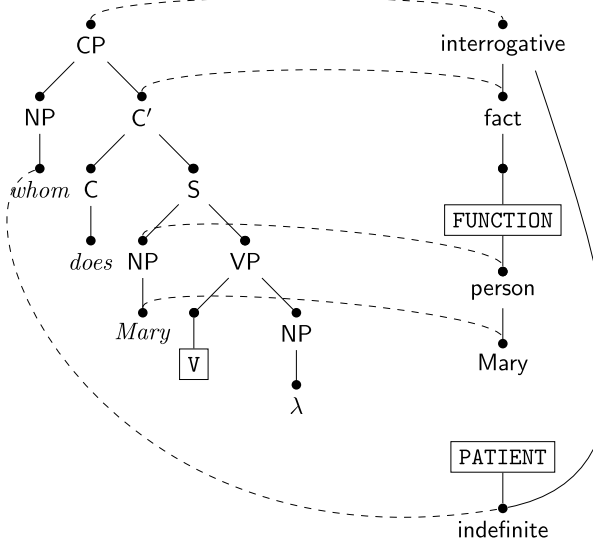 CP interrogative
NP C′ fact
whom C S
FUNCTION
does NP VP person
Mary NP Mary
V
λ
PATIENT
indefinite